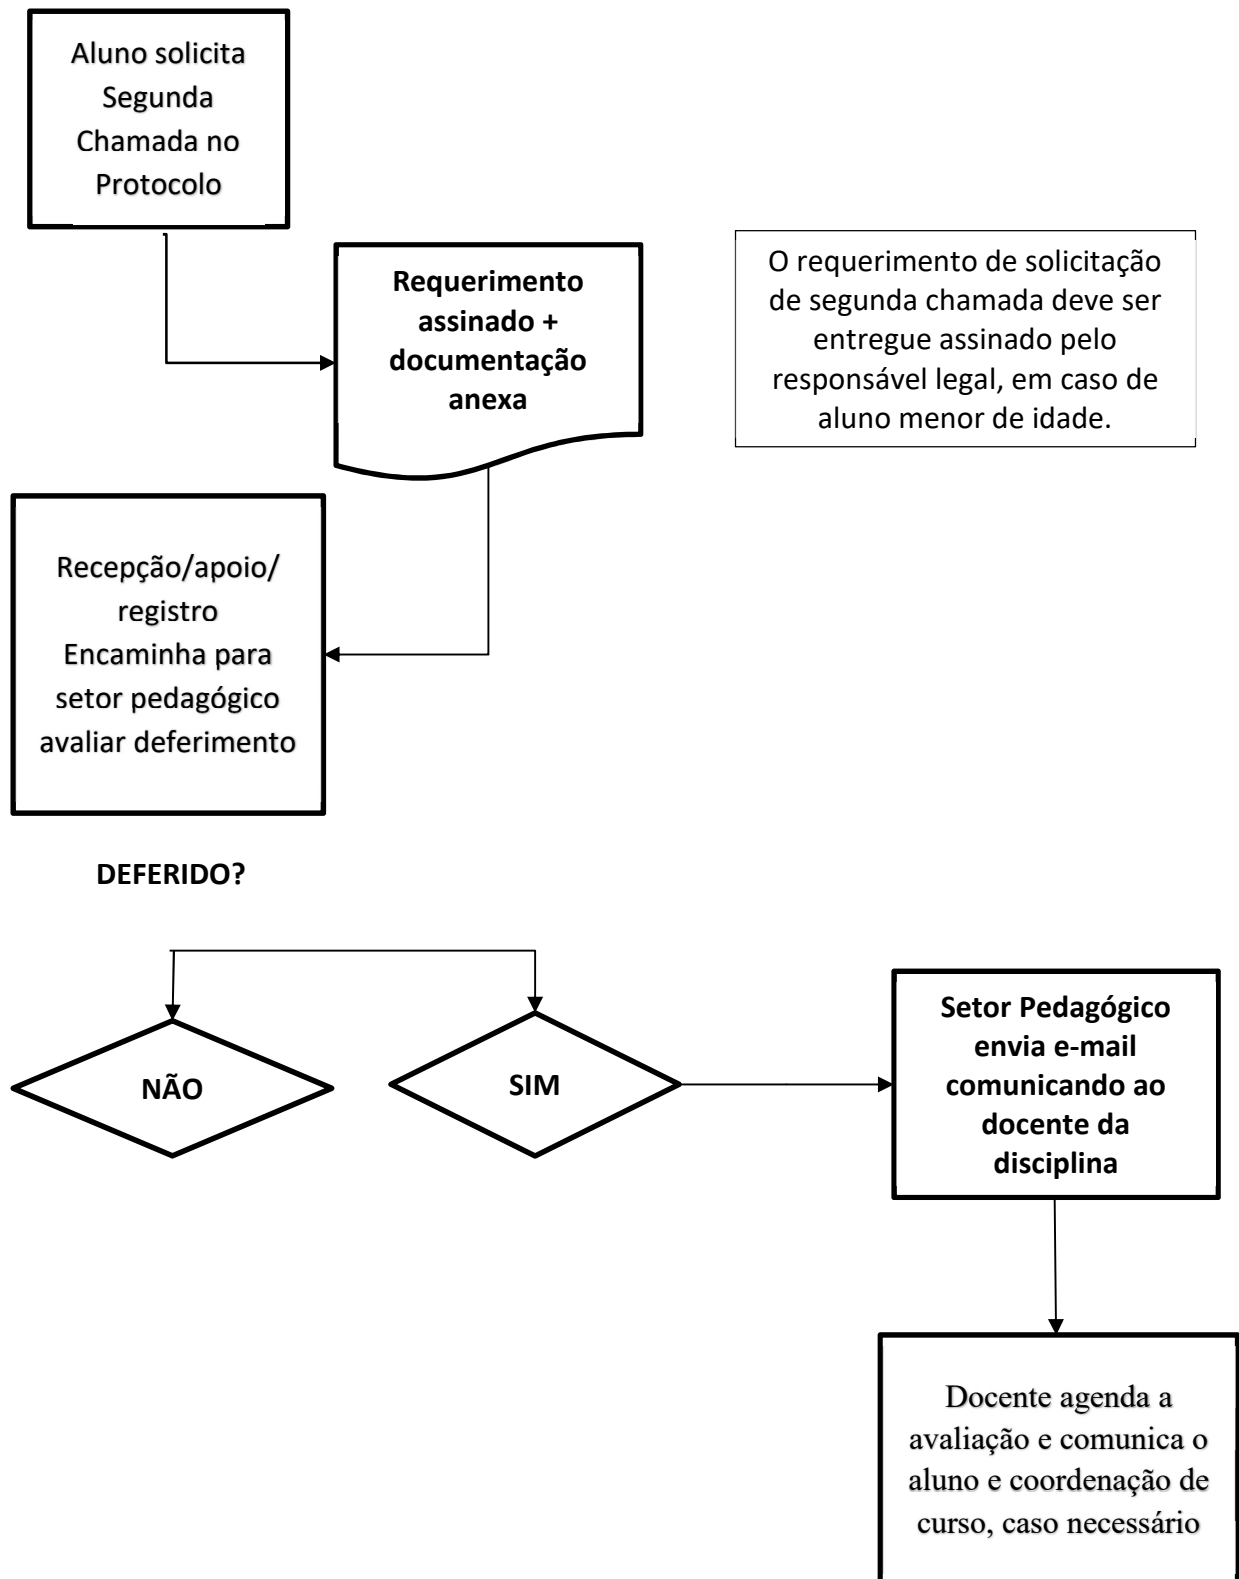 Aluno solicita
Segunda
Chamada no
Protocolo
Requerimento
assinado +
documentação
anexa
O requerimento de solicitação
de segunda chamada deve ser
entregue assinado pelo
responsável legal, em caso de
aluno menor de idade.
Recepção/apoio/
registro
Encaminha para
setor pedagógico
avaliar deferimento
DEFERIDO?
NÃO
SIM
Setor Pedagógico
envia e-mail
comunicando ao
docente da
disciplina
Docente agenda a
avaliação e comunica o
aluno e coordenação de
curso, caso necessário